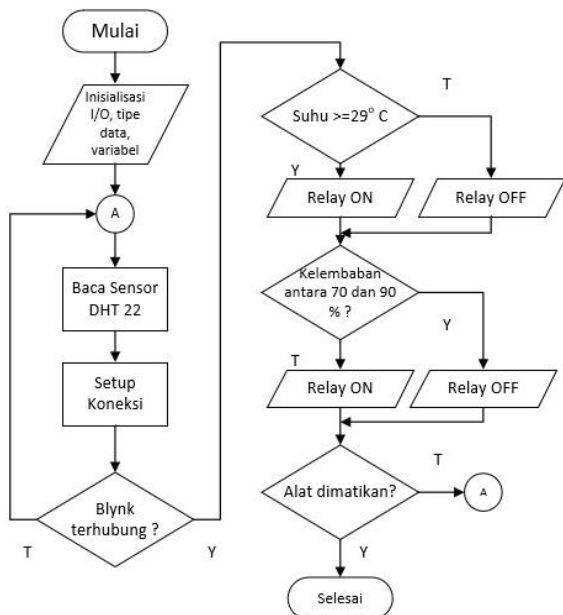 Mulai
Inisialisasi
I/O, tipe
data,
variabel
A
Baca Sensor
DHT 22
Setup
Koneksi
Blynk
terhubung ?
T
Y
Suhu >=29° C
T
Y
Relay ON
Relay OFF
Kelembaban
antara 70 dan 90
% ?
Y
T
Relay ON
Relay OFF
Alat dimatikan?
T
A
Y
Selesai